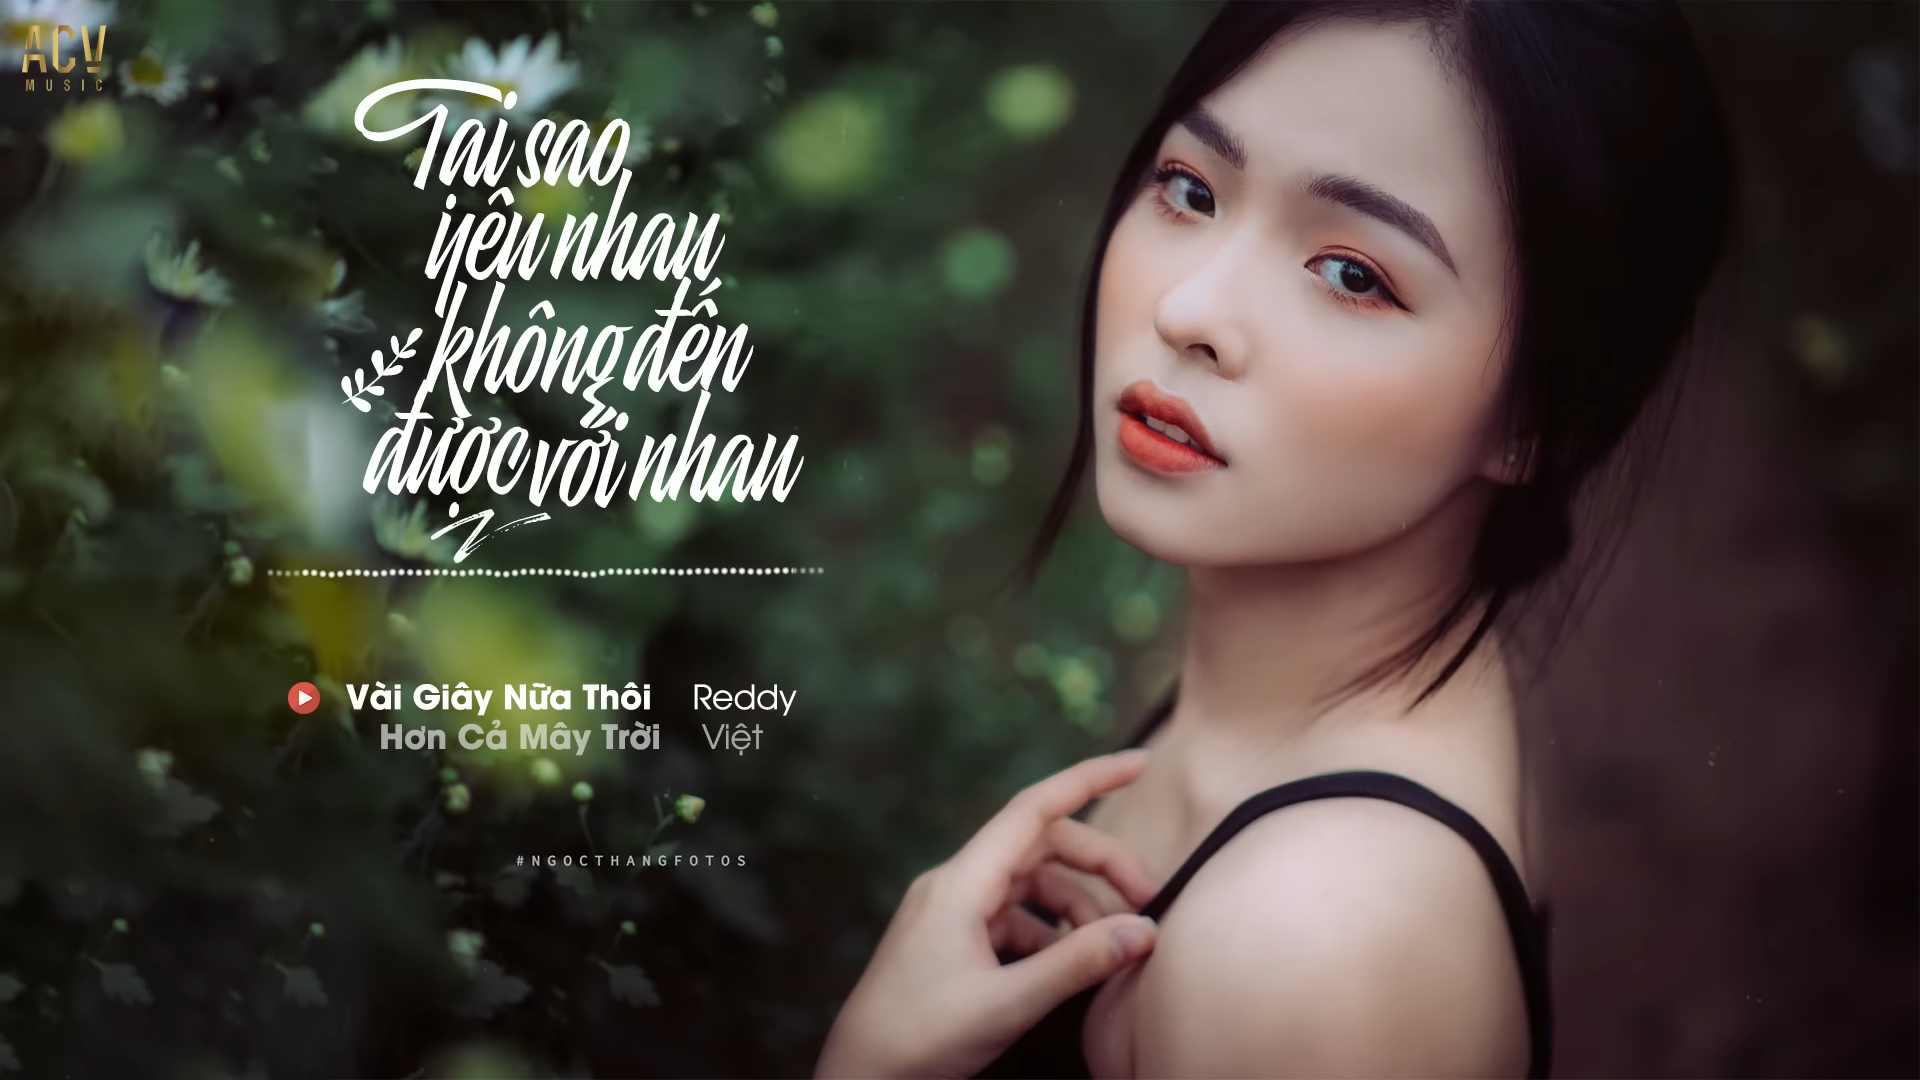 ACV
MUSIC
Tại sao
yêu nhau
không đến
được với nhau
Vài Giây Nữa Thôi Reddy
Hơn Cả Mây Trời Việt
#NGOCTHANGFOTOS